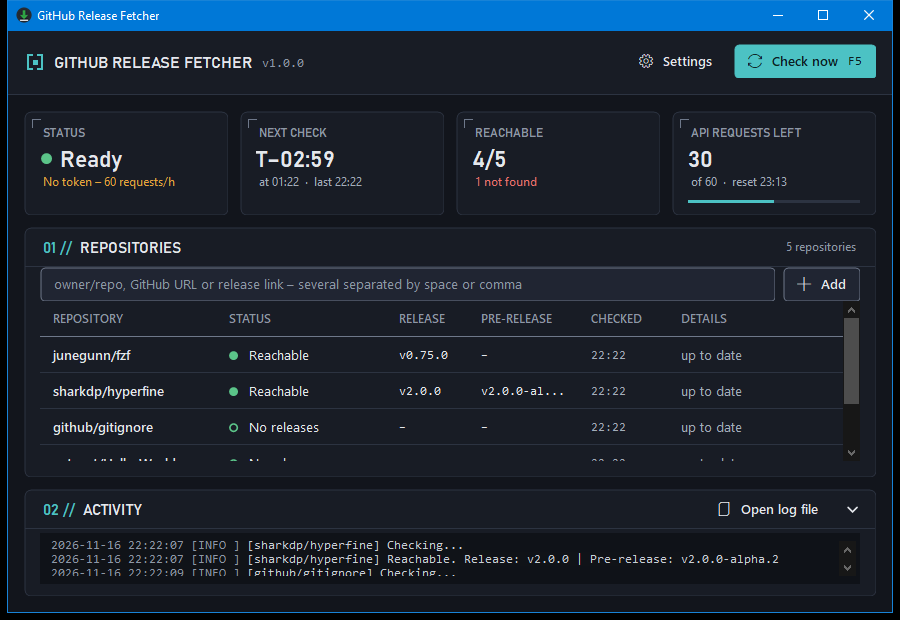 GitHub Release Fetcher
GITHUB RELEASE FETCHER v1.0.0
Settings
Check now F5
STATUS
Ready
No token – 60 requests/h
NEXT CHECK
T−02:59
at 01:22 · last 22:22
REACHABLE
4/5
1 not found
API REQUESTS LEFT
30
of 60 · reset 23:13
01 // REPOSITORIES
5 repositories
owner/repo, GitHub URL or release link – several separated by space or comma
Add
REPOSITORY STATUS RELEASE PRE-RELEASE CHECKED DETAILS
junegunn/fzf Reachable v0.75.0 – 22:22 up to date
sharkdp/hyperfine Reachable v2.0.0 v2.0.0-al... 22:22 up to date
github/gitignore No releases – – 22:22 up to date
02 // ACTIVITY
Open log file
2026-11-16 22:22:07 [INFO ] [sharkdp/hyperfine] Checking...
2026-11-16 22:22:07 [INFO ] [sharkdp/hyperfine] Reachable. Release: v2.0.0 | Pre-release: v2.0.0-alpha.2
2026-11-16 22:22:09 [INFO ] [github/gitignore] Checking...